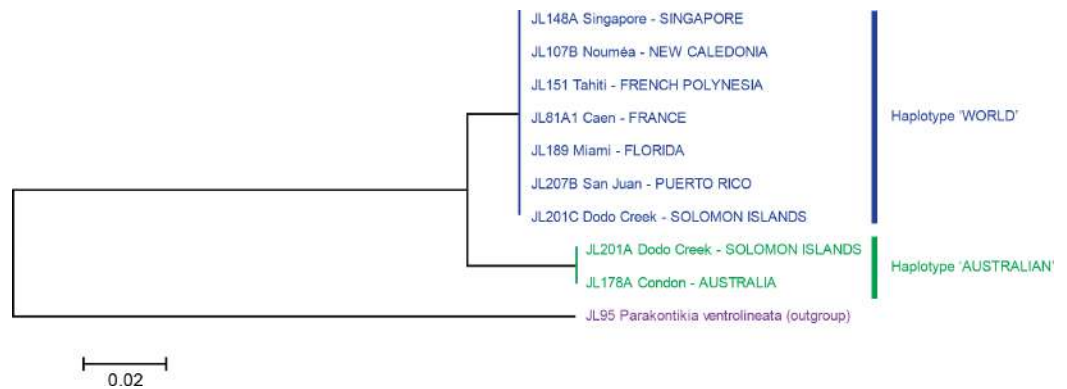 JL148A Singapore - SINGAPORE
JL107B Nouméa - NEW CALEDONIA
JL151 Tahiti - FRENCH POLYNESIA
JL81A1 Caen - FRANCE
Haplotype 'WORLD'
JL189 Miami - FLORIDA
JL207B San Juan - PUERTO RICO
JL201C Dodo Creek - SOLOMON ISLANDS
JL201A Dodo Creek - SOLOMON ISLANDS
Haplotype 'AUSTRALIAN'
JL178A Condon - AUSTRALIA
JL95 Parakontikia ventrolineata (outgroup)
0.02